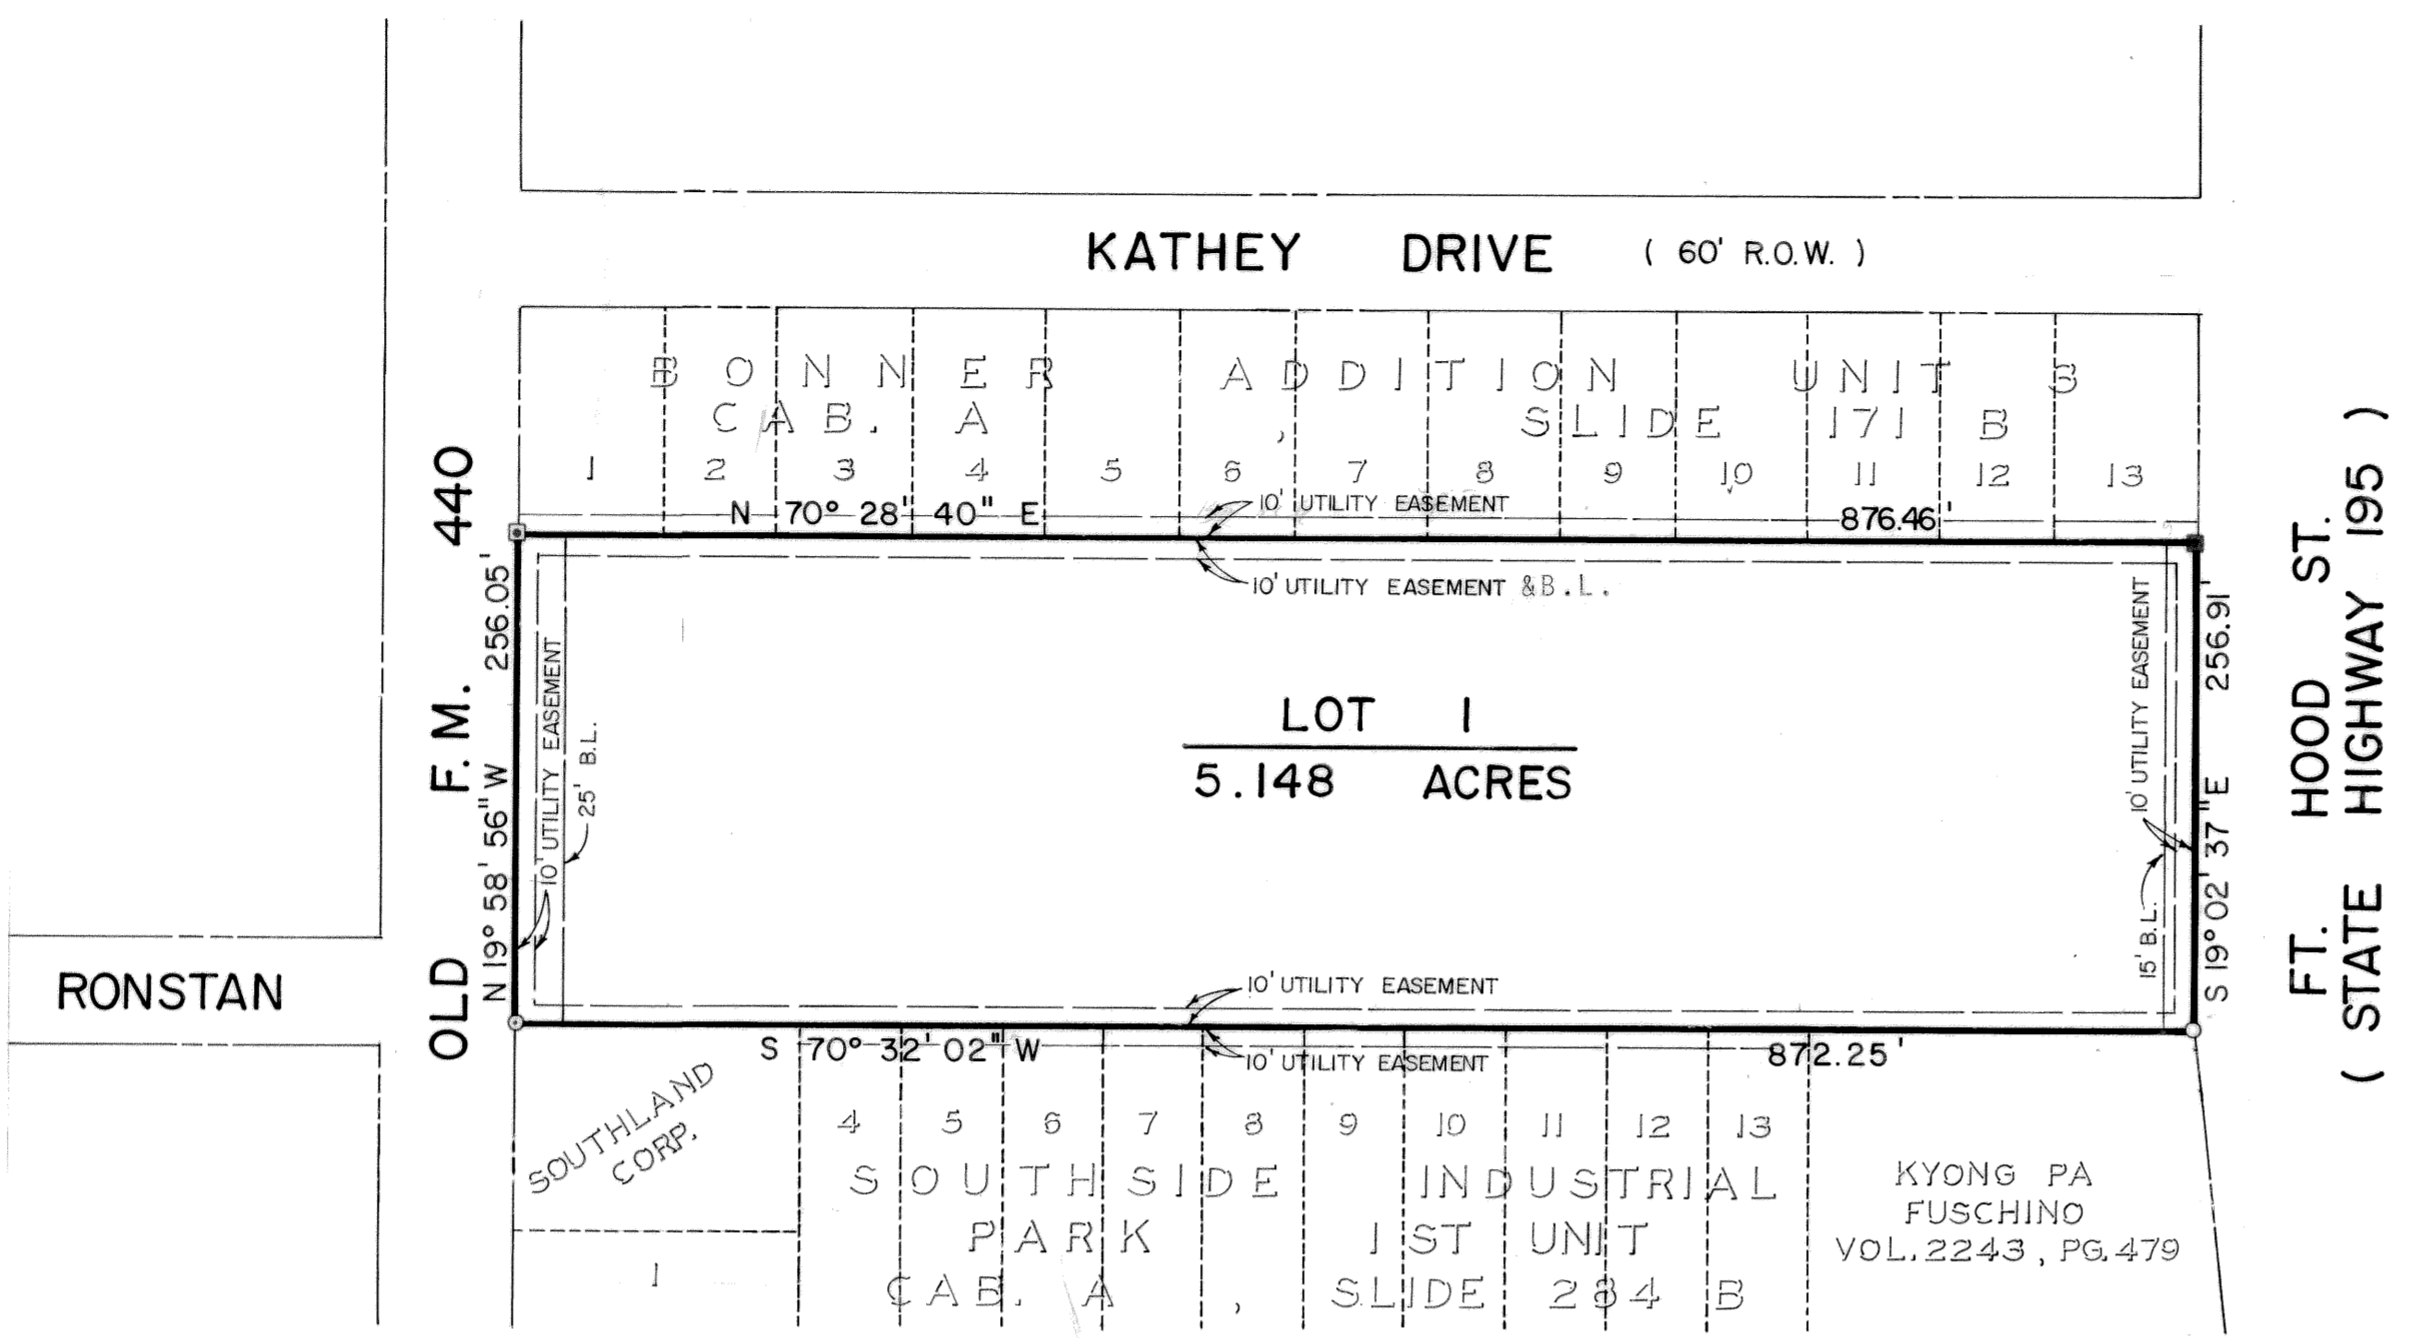 KATHEY DRIVE ( 60' R.O.W. )
BONNER ADDITION UNIT 3
CAB. A , SLIDE 171 B
1 2 3 4 5 6 7 8 9 10 11 12 13
10' UTILITY EASEMENT
N 70° 28' 40" E 876.46'
10' UTILITY EASEMENT & B.L.
OLD F.M. 440
N 19° 58' 56" W 256.05'
10' UTILITY EASEMENT
25' B.L.
LOT 1
5.148 ACRES
10' UTILITY EASEMENT
15' B.L.
S 19° 02' 37" E 256.91'
FT. HOOD ST.
( STATE HIGHWAY 195 )
RONSTAN
10' UTILITY EASEMENT
S 70° 32' 02" W 872.25'
10' UTILITY EASEMENT
SOUTHLAND
CORP.
1
4 5 6 7 8 9 10 11 12 13
SOUTHSIDE INDUSTRIAL
PARK 1ST UNIT
CAB. A , SLIDE 284 B
KYONG PA
FUSCHINO
VOL. 2243, PG. 479